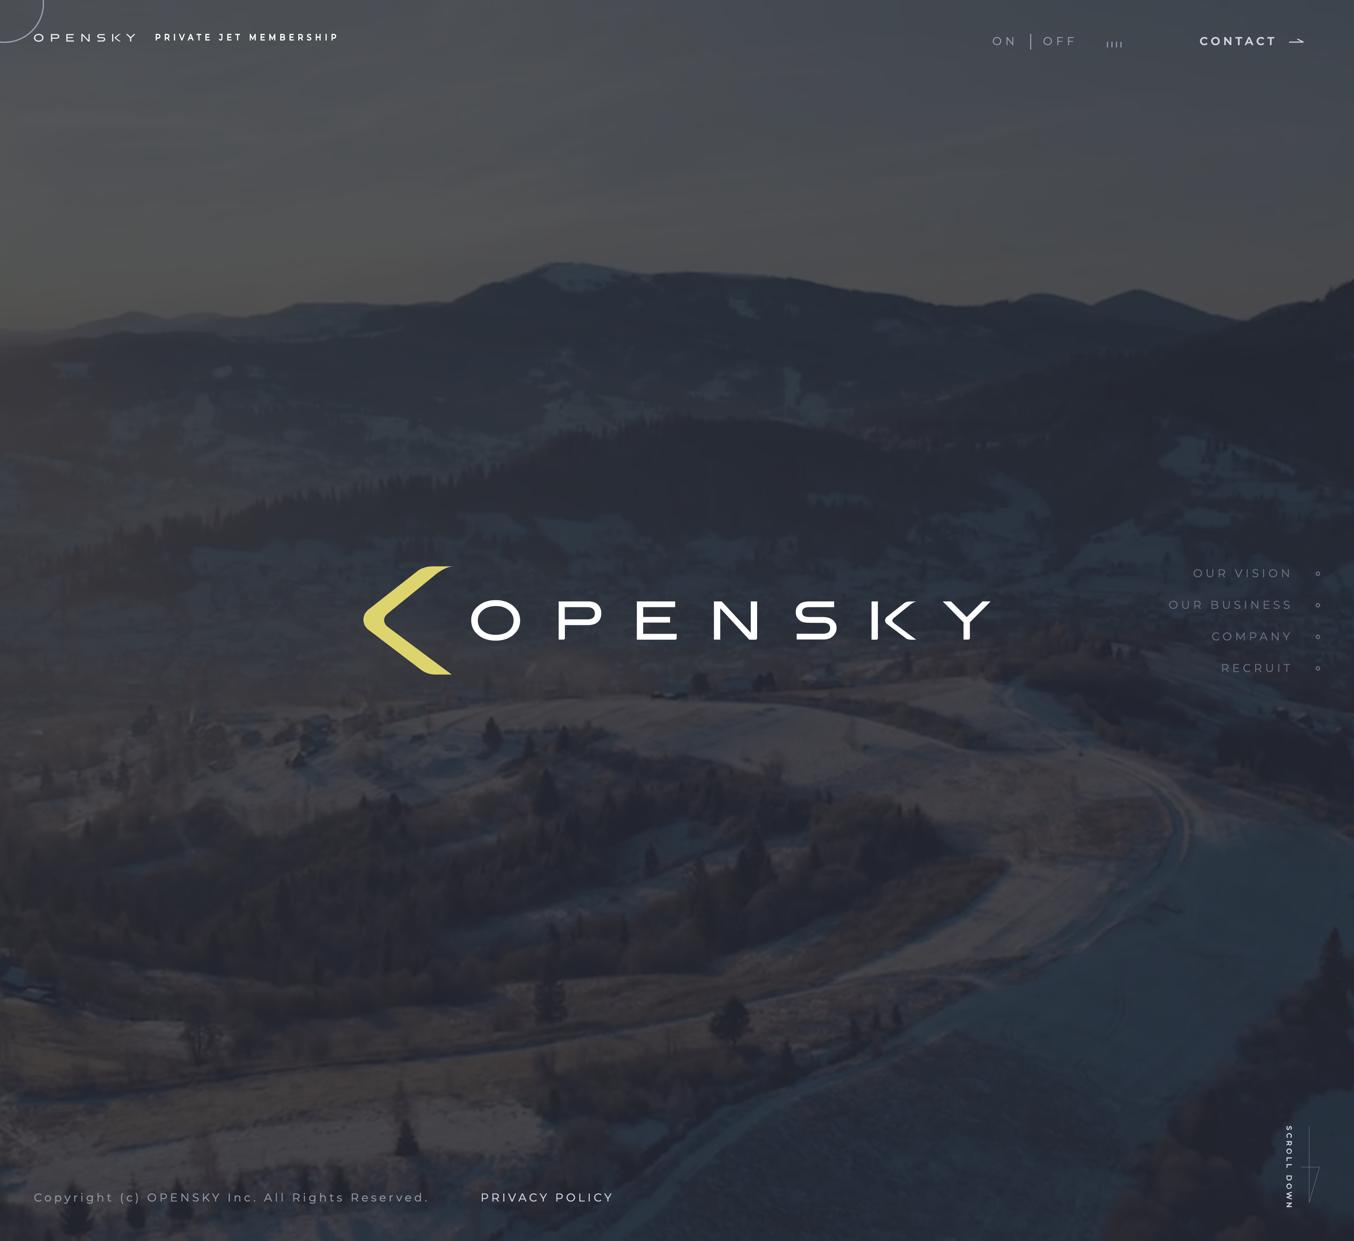 OPENSKY PRIVATE JET MEMBERSHIP
ON | OFF
CONTACT
OPENSKY
OUR VISION
OUR BUSINESS
COMPANY
RECRUIT
SCROLL DOWN
Copyright (c) OPENSKY Inc. All Rights Reserved.
PRIVACY POLICY